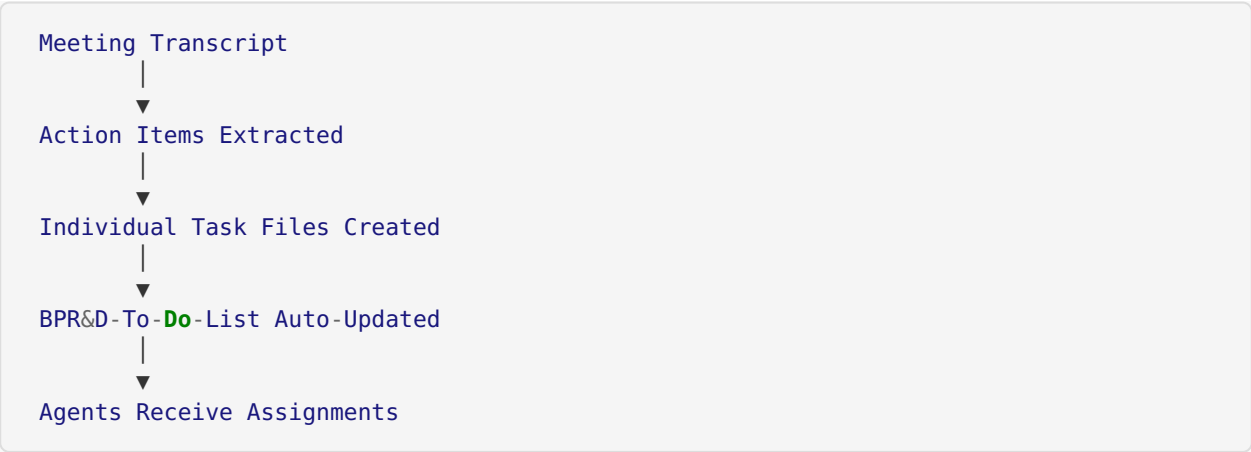 Meeting Transcript
Action Items Extracted
Individual Task Files Created
BPR&D-To-Do-List Auto-Updated
Agents Receive Assignments